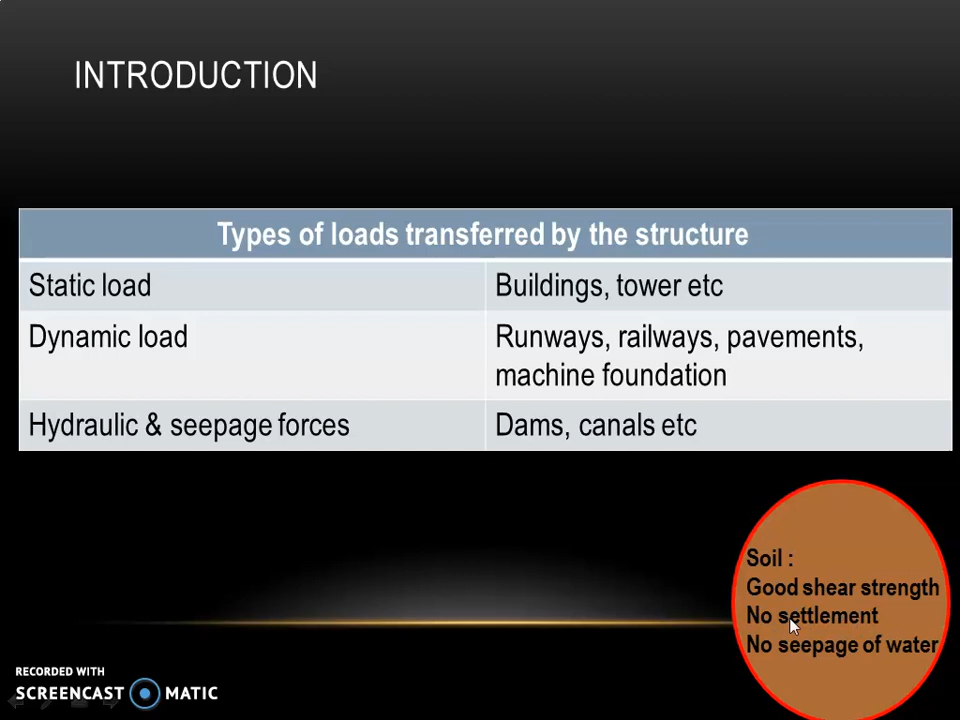 INTRODUCTION
Types of loads transferred by the structure
Static load
Buildings, tower etc
Dynamic load
Runways, railways, pavements,
machine foundation
Hydraulic & seepage forces
Dams, canals etc
Soil :
Good shear strength
No settlement
No seepage of water
RECORDED WITH
SCREENCAST MATIC